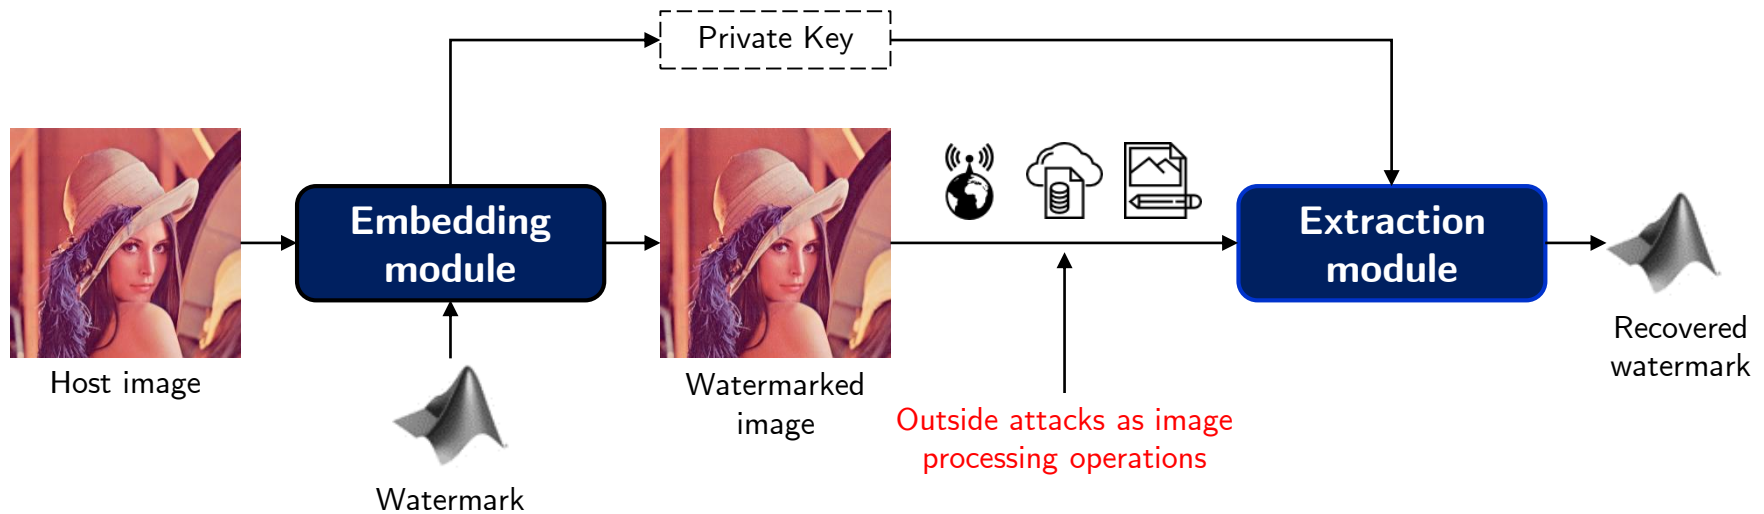 Private Key
Embedding
module
Extraction
module
Host image
Watermark
Watermarked
image
Outside attacks as image
processing operations
Recovered
watermark